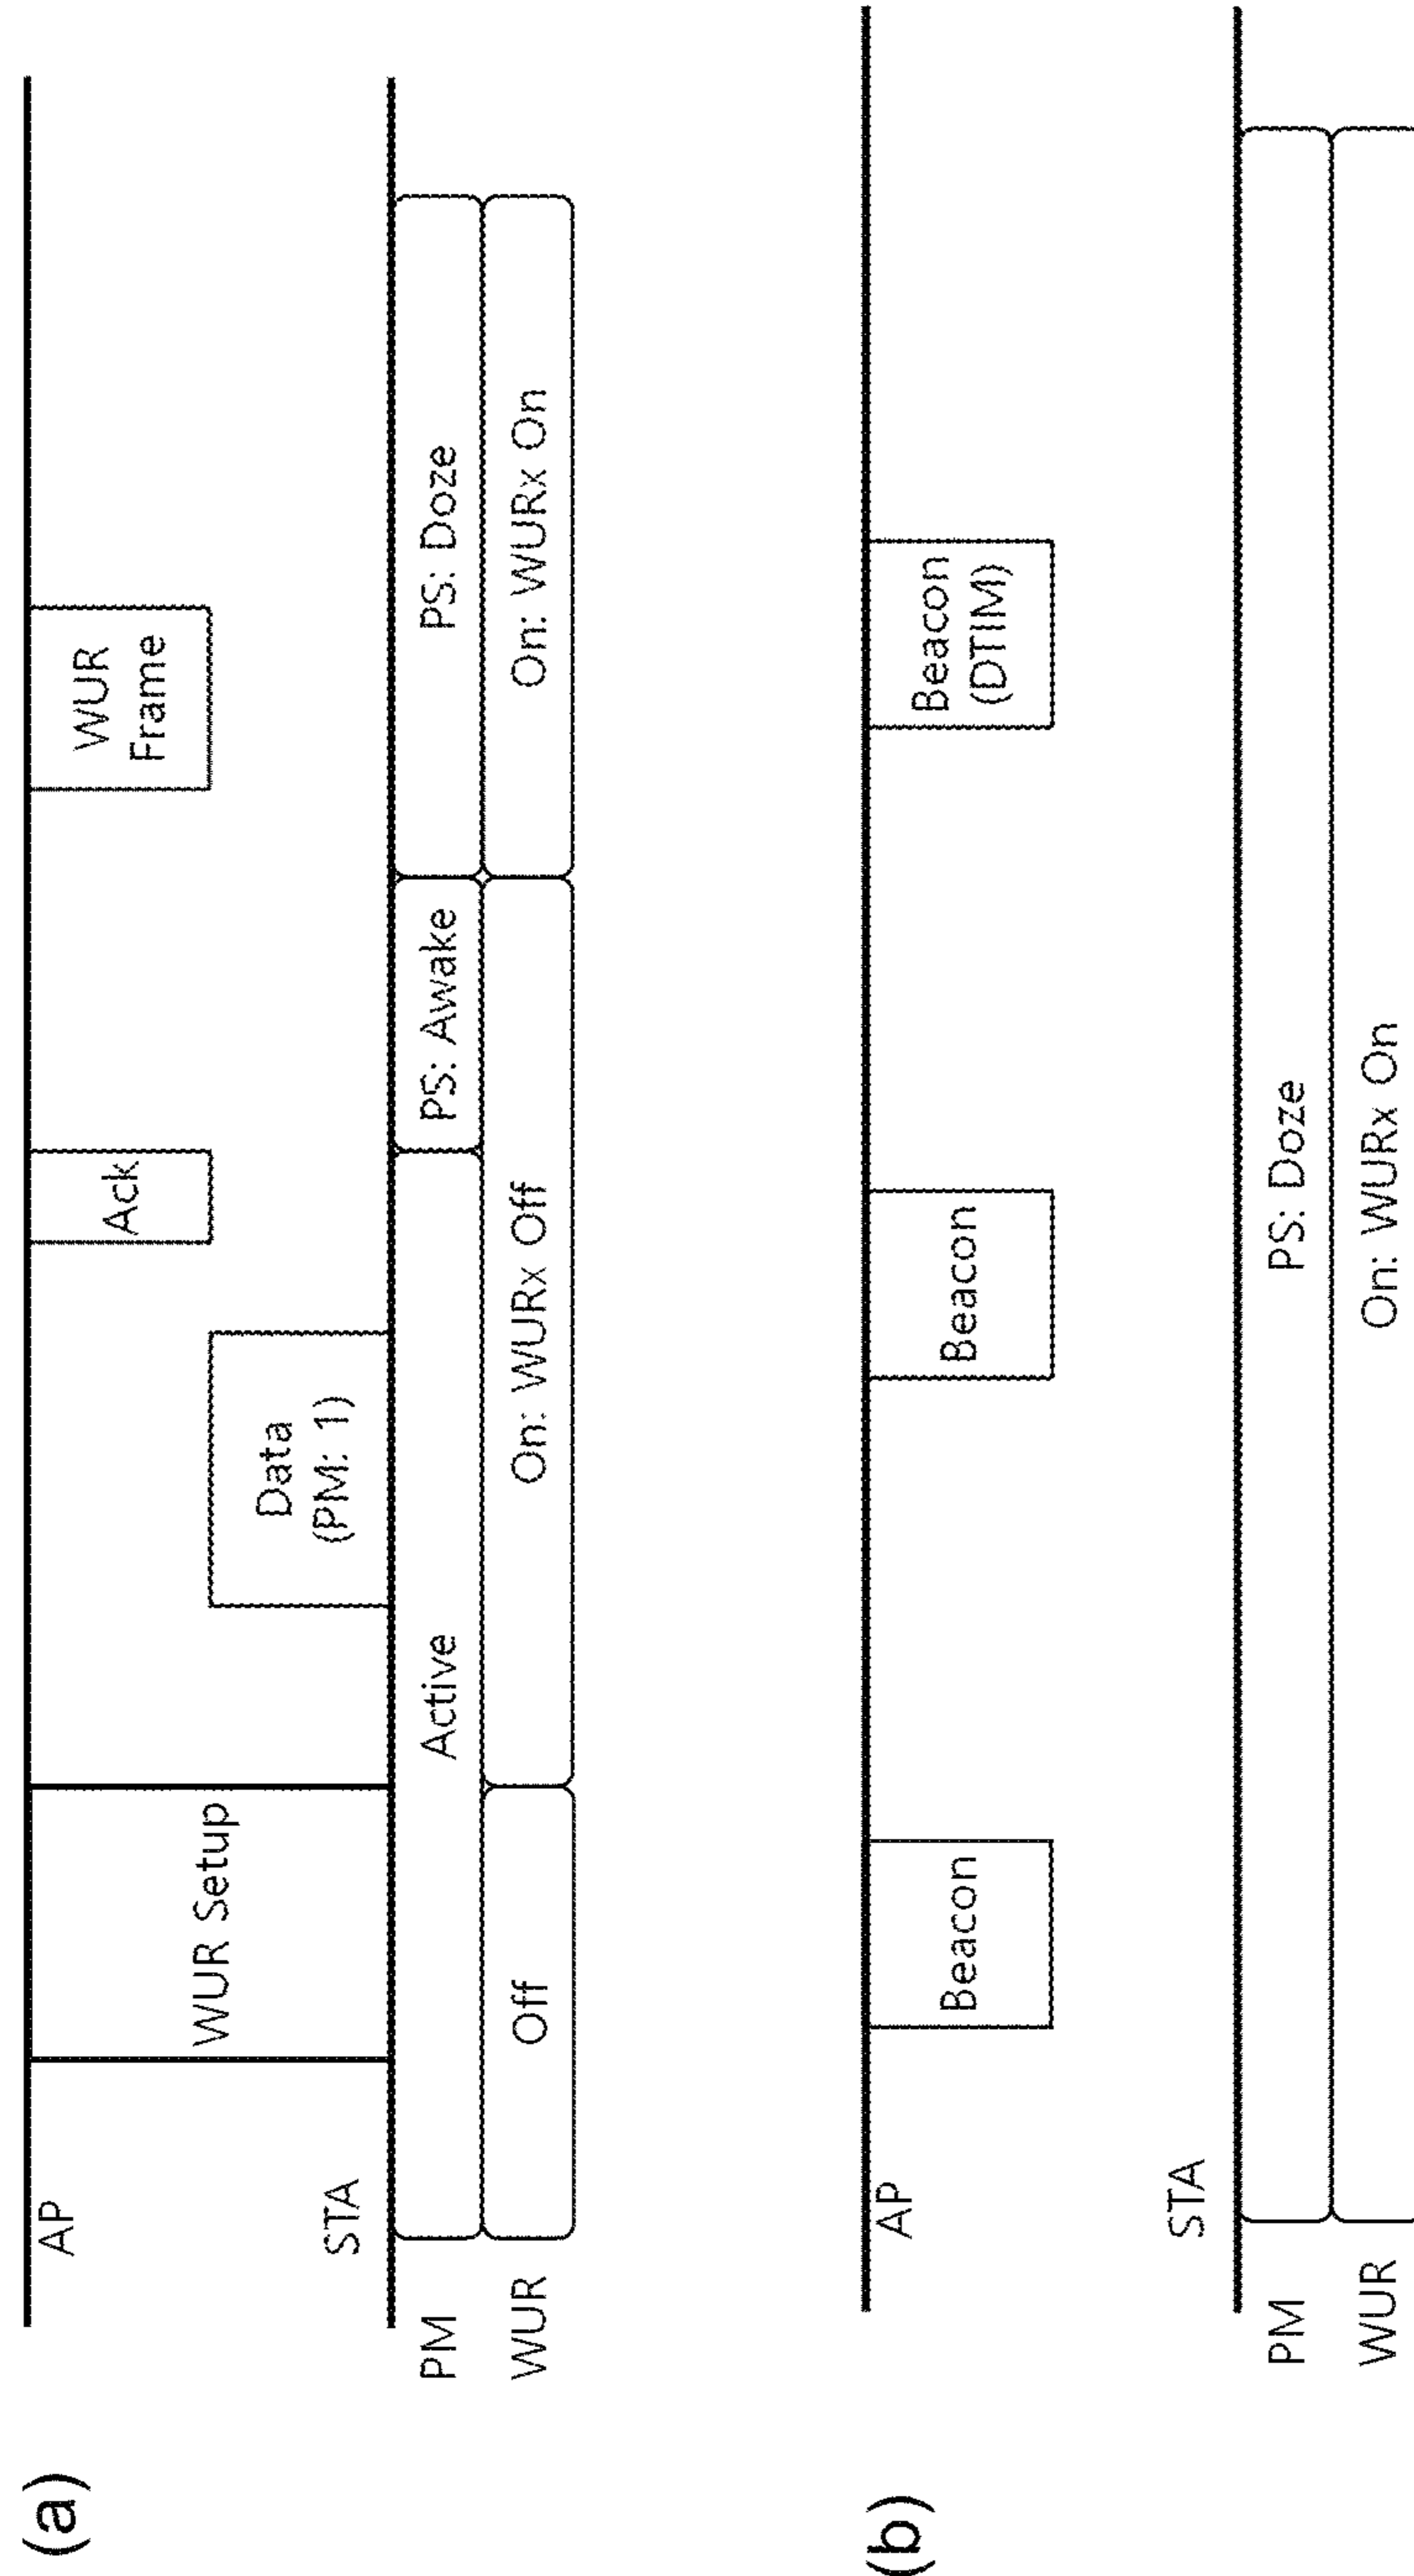 (a)
AP
WUR Setup
Ack
WUR
Frame
Data
(PM: 1)
STA
PM
Active
PS: Awake
PS: Doze
WUR
Off
On: WURx Off
On: WURx On
(b)
AP
Beacon
Beacon
Beacon
(DTIM)
STA
PM
PS: Doze
WUR
On: WURx On